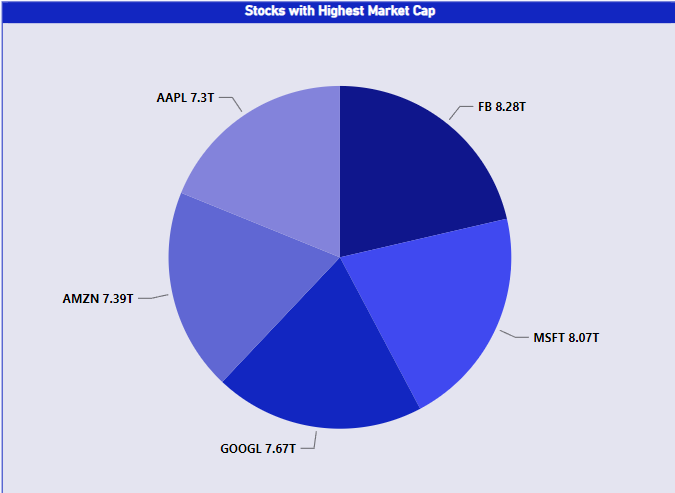 Stocks with Highest Market Cap
AAPL 7.3T
FB 8.28T
AMZN 7.39T
MSFT 8.07T
GOOGL 7.67T